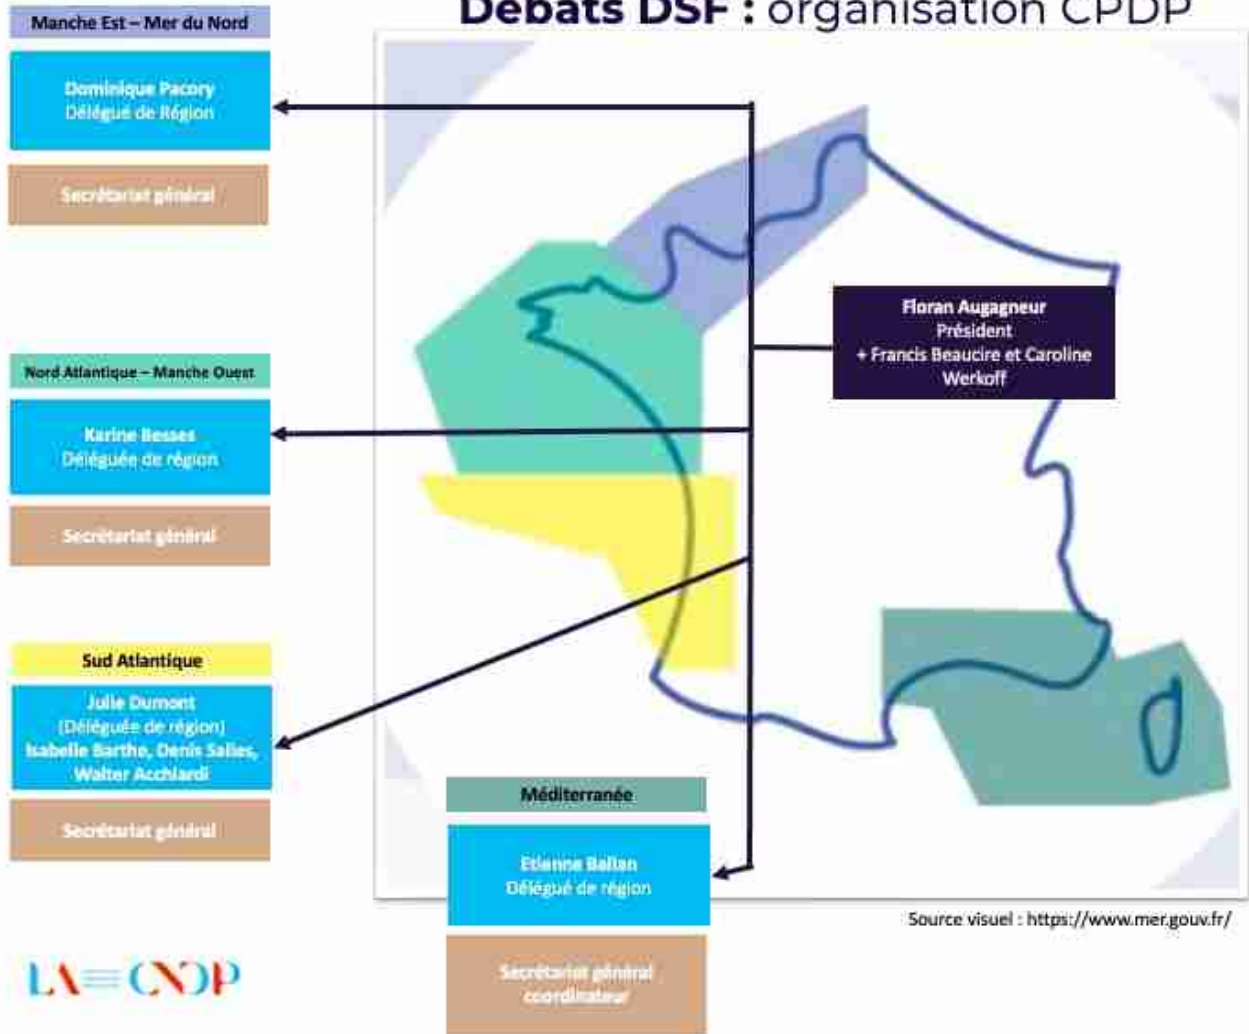 Débats DSF : organisation CPDP
Manche Est – Mer du Nord
Dominique Pacory
Délégué de Région
Secrétariat général
Nord Atlantique – Manche Ouest
Karine Besses
Déléguée de région
Secrétariat général
Sud Atlantique
Julie Dumont
(Déléguée de région)
Isabelle Barthe, Denis Salles,
Walter Acchiardi
Secrétariat général
Floran Augagneur
Président
+ Francis Beaucire et Caroline
Werkoff
Méditerranée
Etienne Ballan
Délégué de région
Secrétariat général
coordinateur
Source visuel : https://www.mer.gouv.fr/
LA CNDP